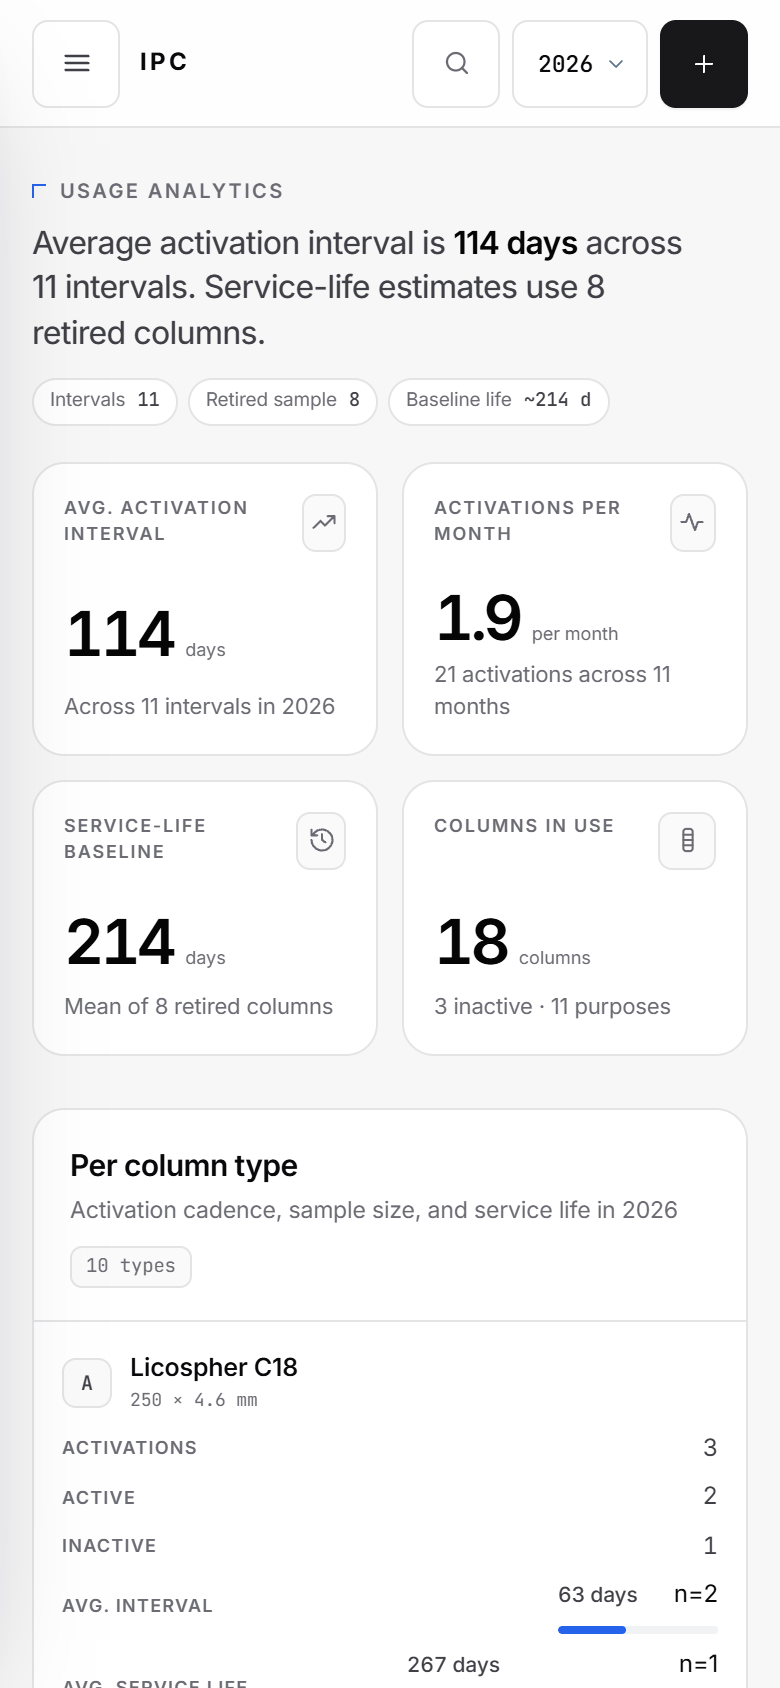 IPC
2026
USAGE ANALYTICS
Average activation interval is 114 days across
11 intervals. Service-life estimates use 8
retired columns.
Intervals 11
Retired sample 8
Baseline life ~214 d
AVG. ACTIVATION
INTERVAL
114 days
Across 11 intervals in 2026
ACTIVATIONS PER
MONTH
1.9 per month
21 activations across 11
months
SERVICE-LIFE
BASELINE
214 days
Mean of 8 retired columns
COLUMNS IN USE
18 columns
3 inactive · 11 purposes
Per column type
Activation cadence, sample size, and service life in 2026
10 types
A
Licospher C18
250 × 4.6 mm
ACTIVATIONS 3
ACTIVE 2
INACTIVE 1
AVG. INTERVAL 63 days n=2
267 days n=1
AVG. SERVICE LIFE